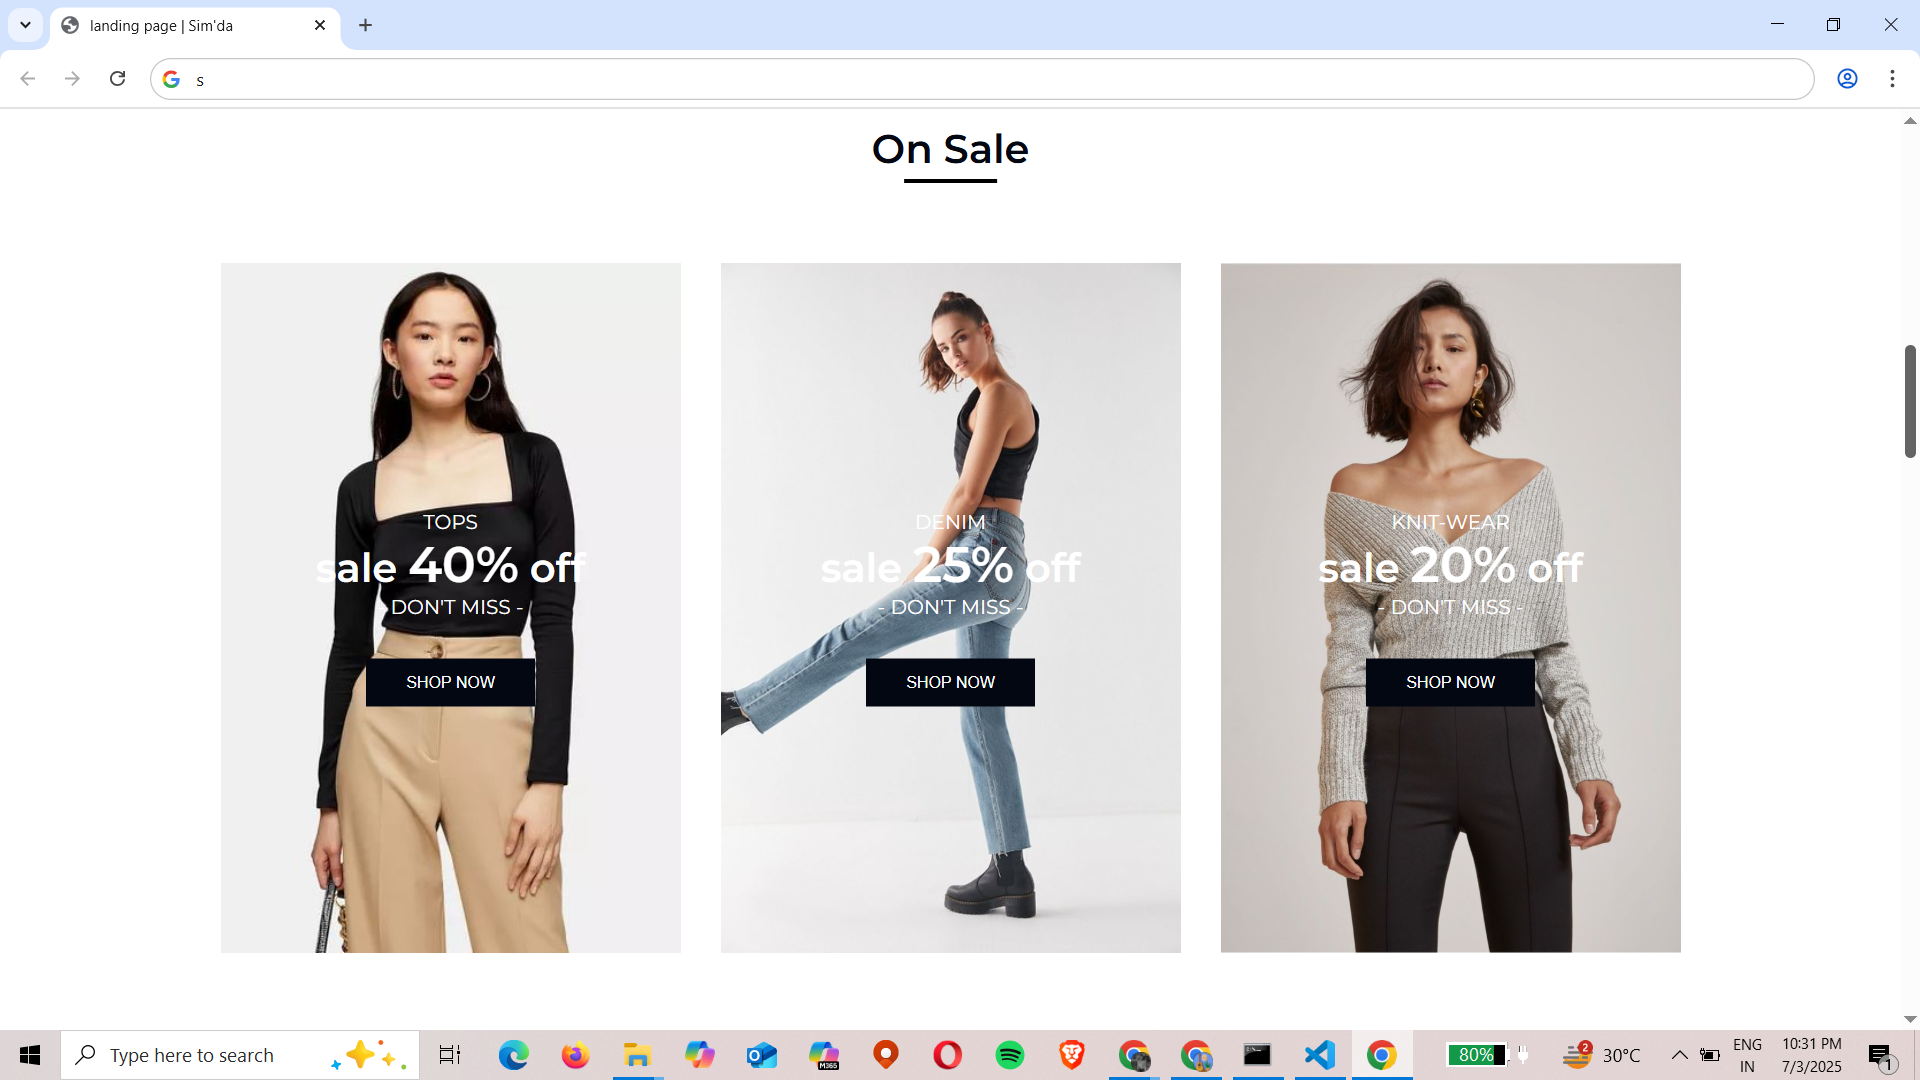 landing page | Sim'da
s
On Sale
TOPS
sale 40% off
- DON'T MISS -
SHOP NOW
DENIM
sale 25% off
- DON'T MISS -
SHOP NOW
KNIT-WEAR
sale 20% off
- DON'T MISS -
SHOP NOW
Type here to search
M365
80%
2
30°C
ENG
IN
10:31 PM
7/3/2025
1